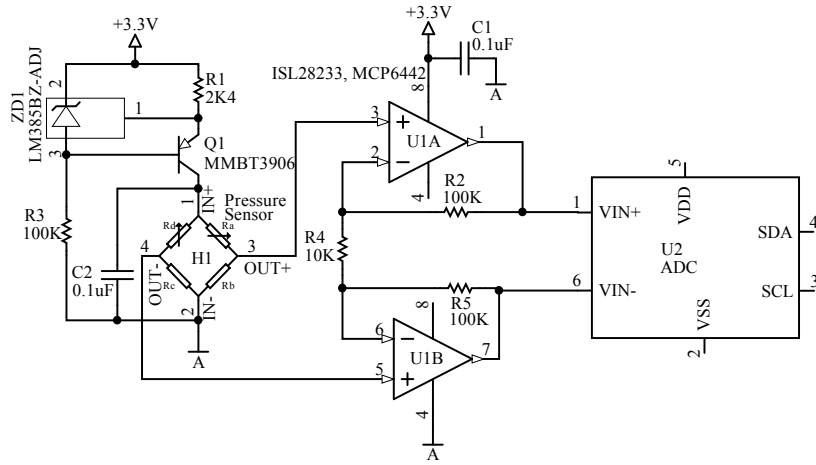 +3.3V
ZD1
LM385BZ-ADJ
2
1
3
R1
2K4
Q1
MMBT3906
R3
100K
C2
0.1uF
1
IN+
Pressure
Sensor
Rd
Ra
Rc
Rb
H1
4
OUT-
3
OUT+
2
IN-
A
+3.3V
C1
0.1uF
A
ISL28233, MCP6442
8
3
+
2
−
U1A
1
4
R2
100K
R4
10K
R5
100K
8
6
−
5
+
U1B
7
4
A
5
VDD
1
VIN+
U2
ADC
SDA
4
6
VIN-
SCL
3
VSS
2